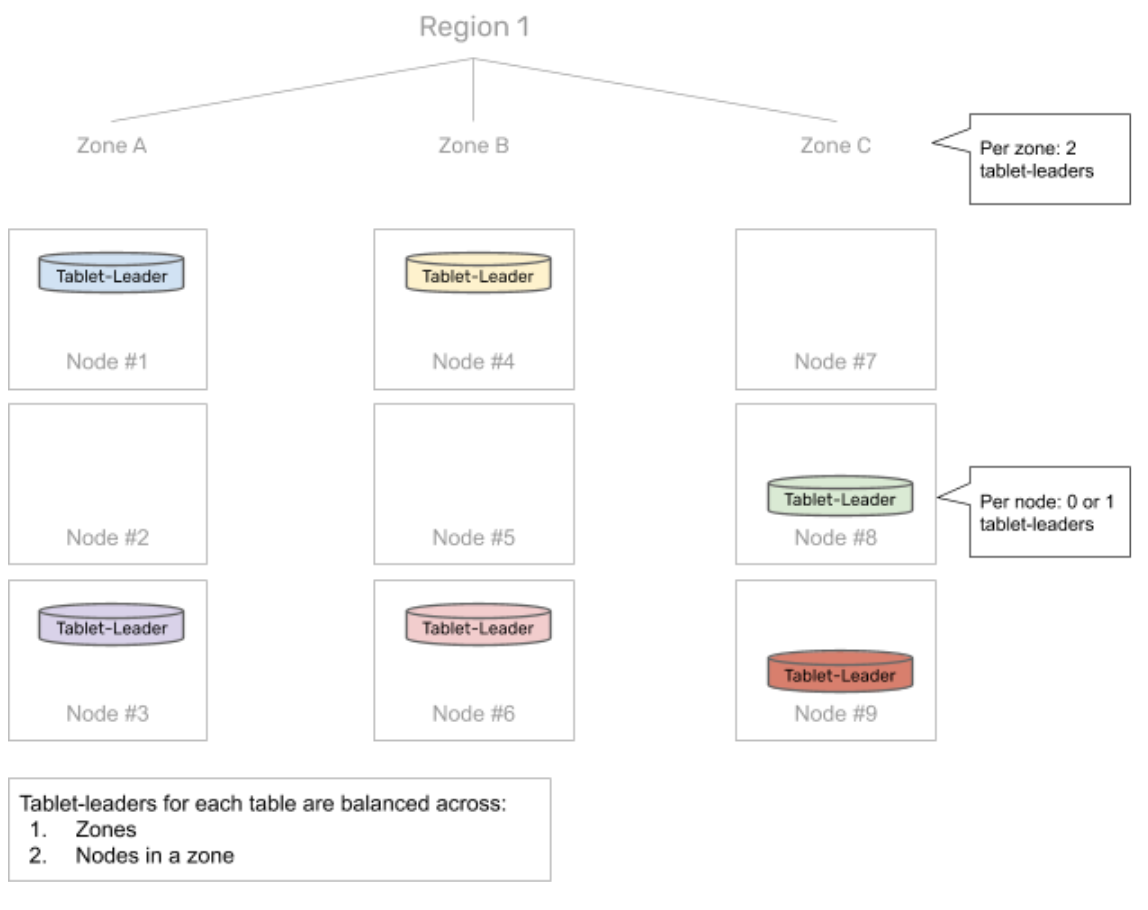 Region 1
Zone A
Zone B
Zone C
Per zone: 2
tablet-leaders
Tablet-Leader
Tablet-Leader
Node #1
Node #4
Node #7
Tablet-Leader
Per node: 0 or 1
tablet-leaders
Node #2
Node #5
Node #8
Tablet-Leader
Tablet-Leader
Tablet-Leader
Node #3
Node #6
Node #9
Tablet-leaders for each table are balanced across:
1. Zones
2. Nodes in a zone